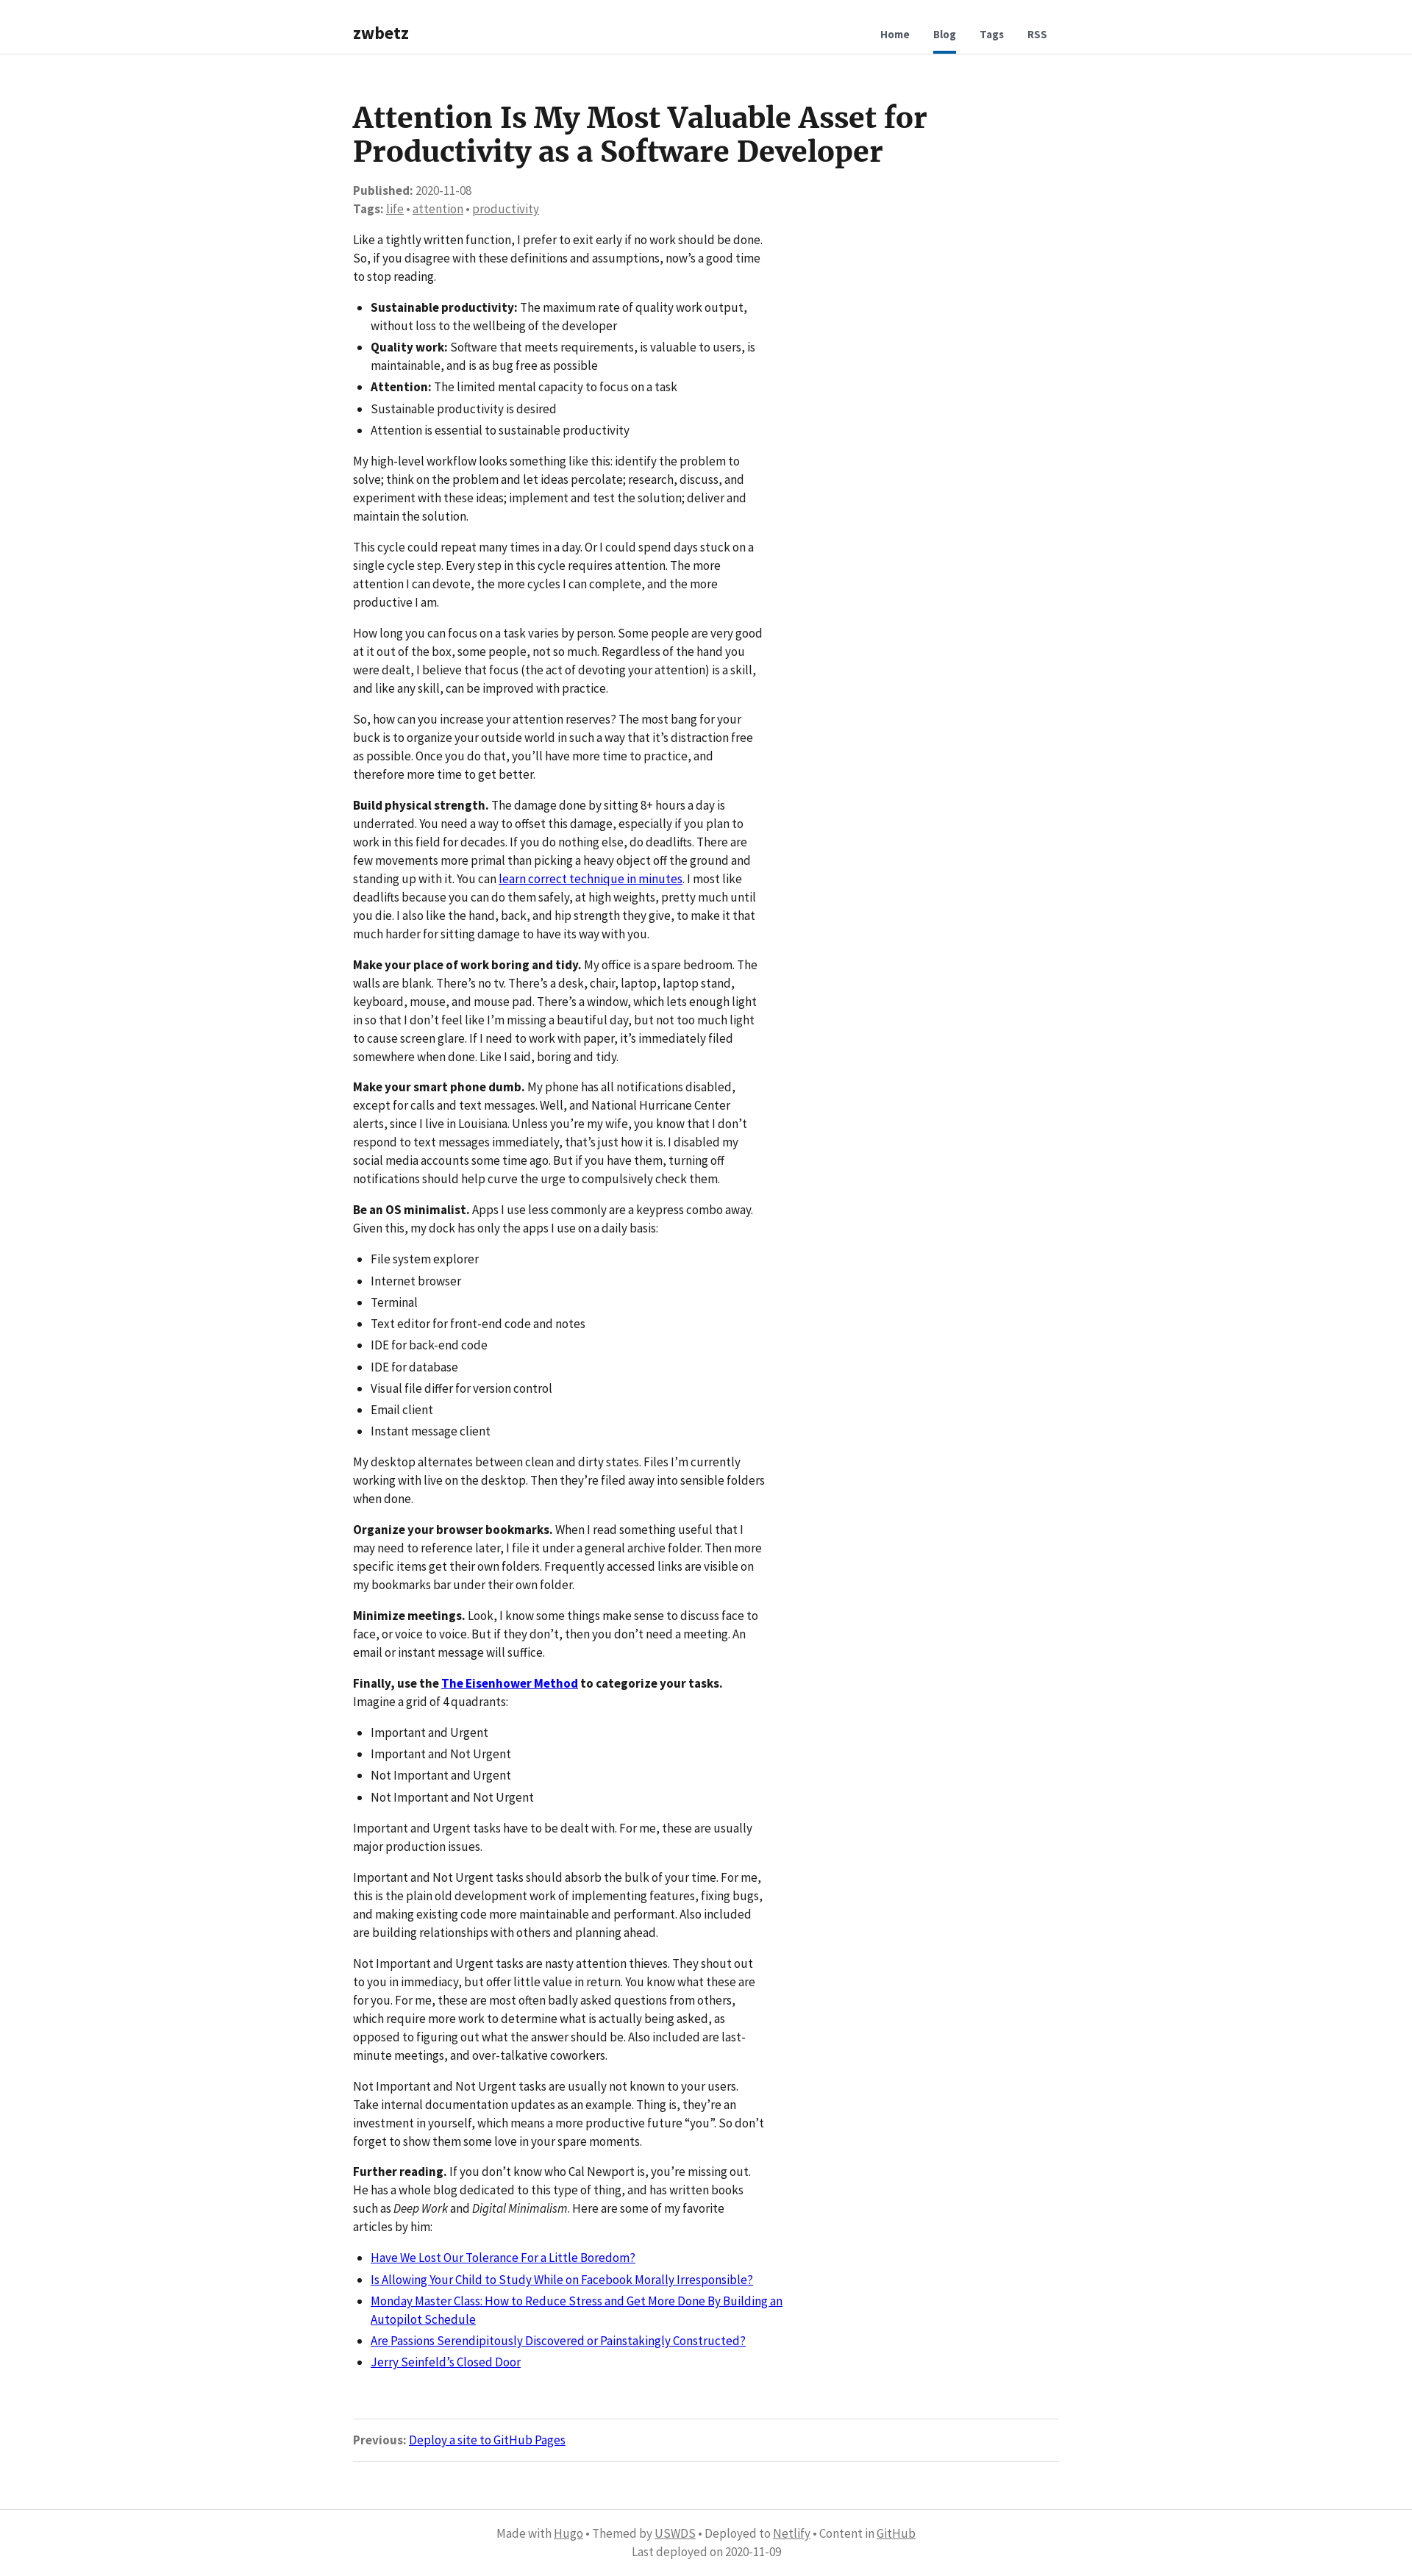 zwbetz
Home Blog Tags RSS
Attention Is My Most Valuable Asset for
Productivity as a Software Developer
Published: 2020-11-08
Tags: life • attention • productivity
Like a tightly written function, I prefer to exit early if no work should be done.
So, if you disagree with these definitions and assumptions, now’s a good time
to stop reading.
• Sustainable productivity: The maximum rate of quality work output,
without loss to the wellbeing of the developer
• Quality work: Software that meets requirements, is valuable to users, is
maintainable, and is as bug free as possible
• Attention: The limited mental capacity to focus on a task
• Sustainable productivity is desired
• Attention is essential to sustainable productivity
My high-level workflow looks something like this: identify the problem to
solve; think on the problem and let ideas percolate; research, discuss, and
experiment with these ideas; implement and test the solution; deliver and
maintain the solution.
This cycle could repeat many times in a day. Or I could spend days stuck on a
single cycle step. Every step in this cycle requires attention. The more
attention I can devote, the more cycles I can complete, and the more
productive I am.
How long you can focus on a task varies by person. Some people are very good
at it out of the box, some people, not so much. Regardless of the hand you
were dealt, I believe that focus (the act of devoting your attention) is a skill,
and like any skill, can be improved with practice.
So, how can you increase your attention reserves? The most bang for your
buck is to organize your outside world in such a way that it’s distraction free
as possible. Once you do that, you’ll have more time to practice, and
therefore more time to get better.
Build physical strength. The damage done by sitting 8+ hours a day is
underrated. You need a way to offset this damage, especially if you plan to
work in this field for decades. If you do nothing else, do deadlifts. There are
few movements more primal than picking a heavy object off the ground and
standing up with it. You can learn correct technique in minutes. I most like
deadlifts because you can do them safely, at high weights, pretty much until
you die. I also like the hand, back, and hip strength they give, to make it that
much harder for sitting damage to have its way with you.
Make your place of work boring and tidy. My office is a spare bedroom. The
walls are blank. There’s no tv. There’s a desk, chair, laptop, laptop stand,
keyboard, mouse, and mouse pad. There’s a window, which lets enough light
in so that I don’t feel like I’m missing a beautiful day, but not too much light
to cause screen glare. If I need to work with paper, it’s immediately filed
somewhere when done. Like I said, boring and tidy.
Make your smart phone dumb. My phone has all notifications disabled,
except for calls and text messages. Well, and National Hurricane Center
alerts, since I live in Louisiana. Unless you’re my wife, you know that I don’t
respond to text messages immediately, that’s just how it is. I disabled my
social media accounts some time ago. But if you have them, turning off
notifications should help curve the urge to compulsively check them.
Be an OS minimalist. Apps I use less commonly are a keypress combo away.
Given this, my dock has only the apps I use on a daily basis:
• File system explorer
• Internet browser
• Terminal
• Text editor for front-end code and notes
• IDE for back-end code
• IDE for database
• Visual file differ for version control
• Email client
• Instant message client
My desktop alternates between clean and dirty states. Files I’m currently
working with live on the desktop. Then they’re filed away into sensible folders
when done.
Organize your browser bookmarks. When I read something useful that I
may need to reference later, I file it under a general archive folder. Then more
specific items get their own folders. Frequently accessed links are visible on
my bookmarks bar under their own folder.
Minimize meetings. Look, I know some things make sense to discuss face to
face, or voice to voice. But if they don’t, then you don’t need a meeting. An
email or instant message will suffice.
Finally, use the The Eisenhower Method to categorize your tasks.
Imagine a grid of 4 quadrants:
• Important and Urgent
• Important and Not Urgent
• Not Important and Urgent
• Not Important and Not Urgent
Important and Urgent tasks have to be dealt with. For me, these are usually
major production issues.
Important and Not Urgent tasks should absorb the bulk of your time. For me,
this is the plain old development work of implementing features, fixing bugs,
and making existing code more maintainable and performant. Also included
are building relationships with others and planning ahead.
Not Important and Urgent tasks are nasty attention thieves. They shout out
to you in immediacy, but offer little value in return. You know what these are
for you. For me, these are most often badly asked questions from others,
which require more work to determine what is actually being asked, as
opposed to figuring out what the answer should be. Also included are last-
minute meetings, and over-talkative coworkers.
Not Important and Not Urgent tasks are usually not known to your users.
Take internal documentation updates as an example. Thing is, they’re an
investment in yourself, which means a more productive future “you”. So don’t
forget to show them some love in your spare moments.
Further reading. If you don’t know who Cal Newport is, you’re missing out.
He has a whole blog dedicated to this type of thing, and has written books
such as Deep Work and Digital Minimalism. Here are some of my favorite
articles by him:
• Have We Lost Our Tolerance For a Little Boredom?
• Is Allowing Your Child to Study While on Facebook Morally Irresponsible?
• Monday Master Class: How to Reduce Stress and Get More Done By Building an
Autopilot Schedule
• Are Passions Serendipitously Discovered or Painstakingly Constructed?
• Jerry Seinfeld’s Closed Door
Previous: Deploy a site to GitHub Pages
Made with Hugo • Themed by USWDS • Deployed to Netlify • Content in GitHub
Last deployed on 2020-11-09